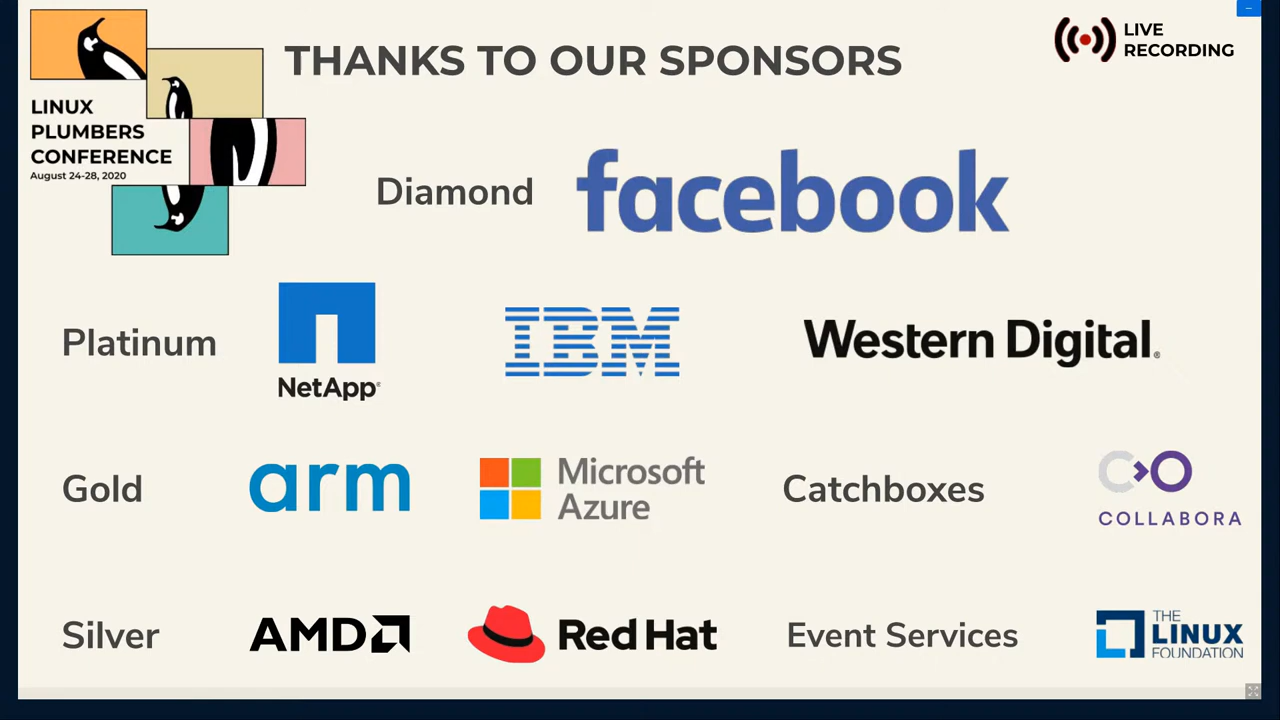 THANKS TO OUR SPONSORS
LIVE
RECORDING
LINUX
PLUMBERS
CONFERENCE
August 24-28, 2020
Diamond
facebook
Platinum
NetApp®
IBM
Western Digital®
Gold
arm
Microsoft
Azure
Catchboxes
COLLABORA
Silver
AMD
Red Hat
Event Services
THE
LINUX
FOUNDATION